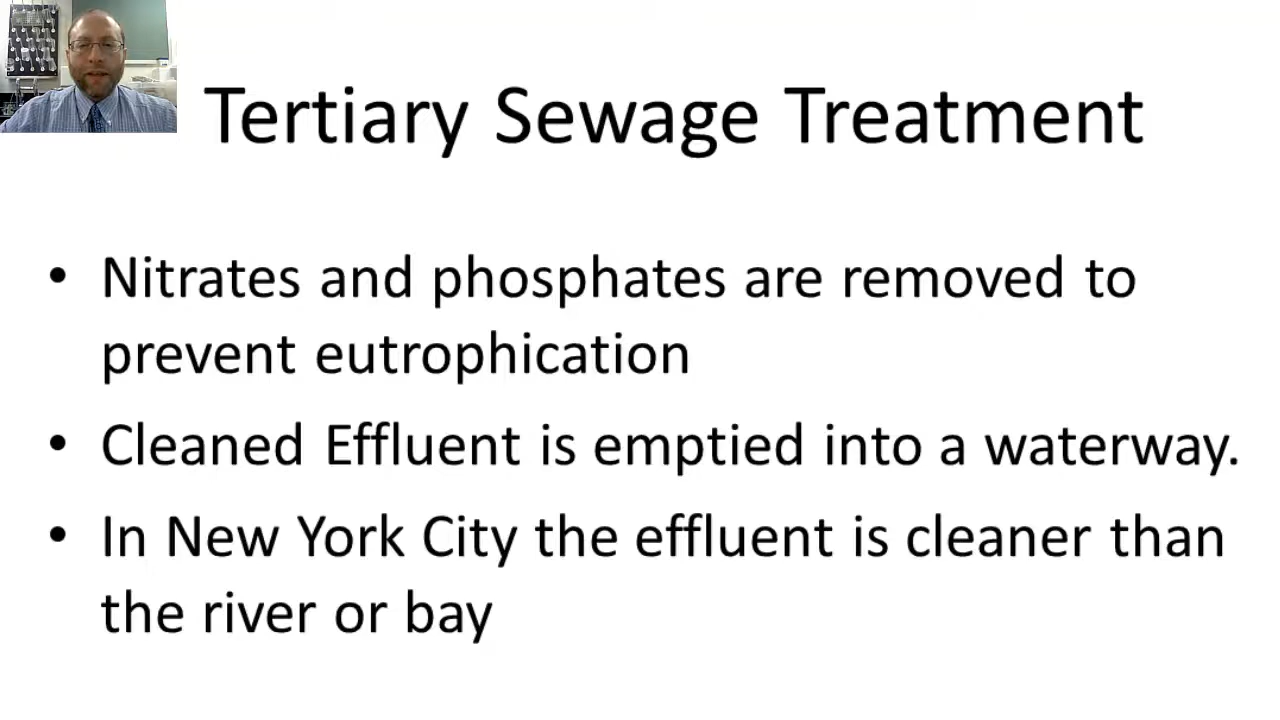 Tertiary Sewage Treatment
• Nitrates and phosphates are removed to
prevent eutrophication
• Cleaned Effluent is emptied into a waterway.
• In New York City the effluent is cleaner than
the river or bay